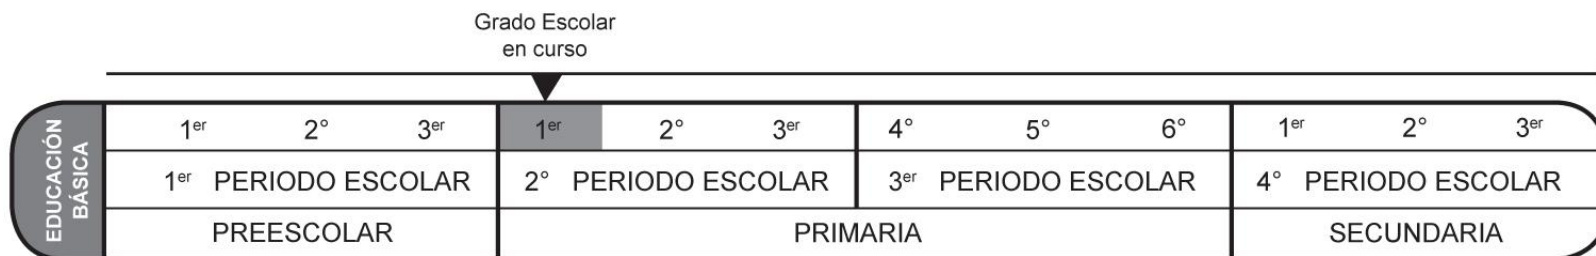 Grado Escolar
en curso
EDUCACIÓN
BÁSICA
1er 2° 3er 1er 2° 3er 4° 5° 6° 1er 2° 3er
1er PERIODO ESCOLAR 2° PERIODO ESCOLAR 3er PERIODO ESCOLAR 4° PERIODO ESCOLAR
PREESCOLAR PRIMARIA SECUNDARIA